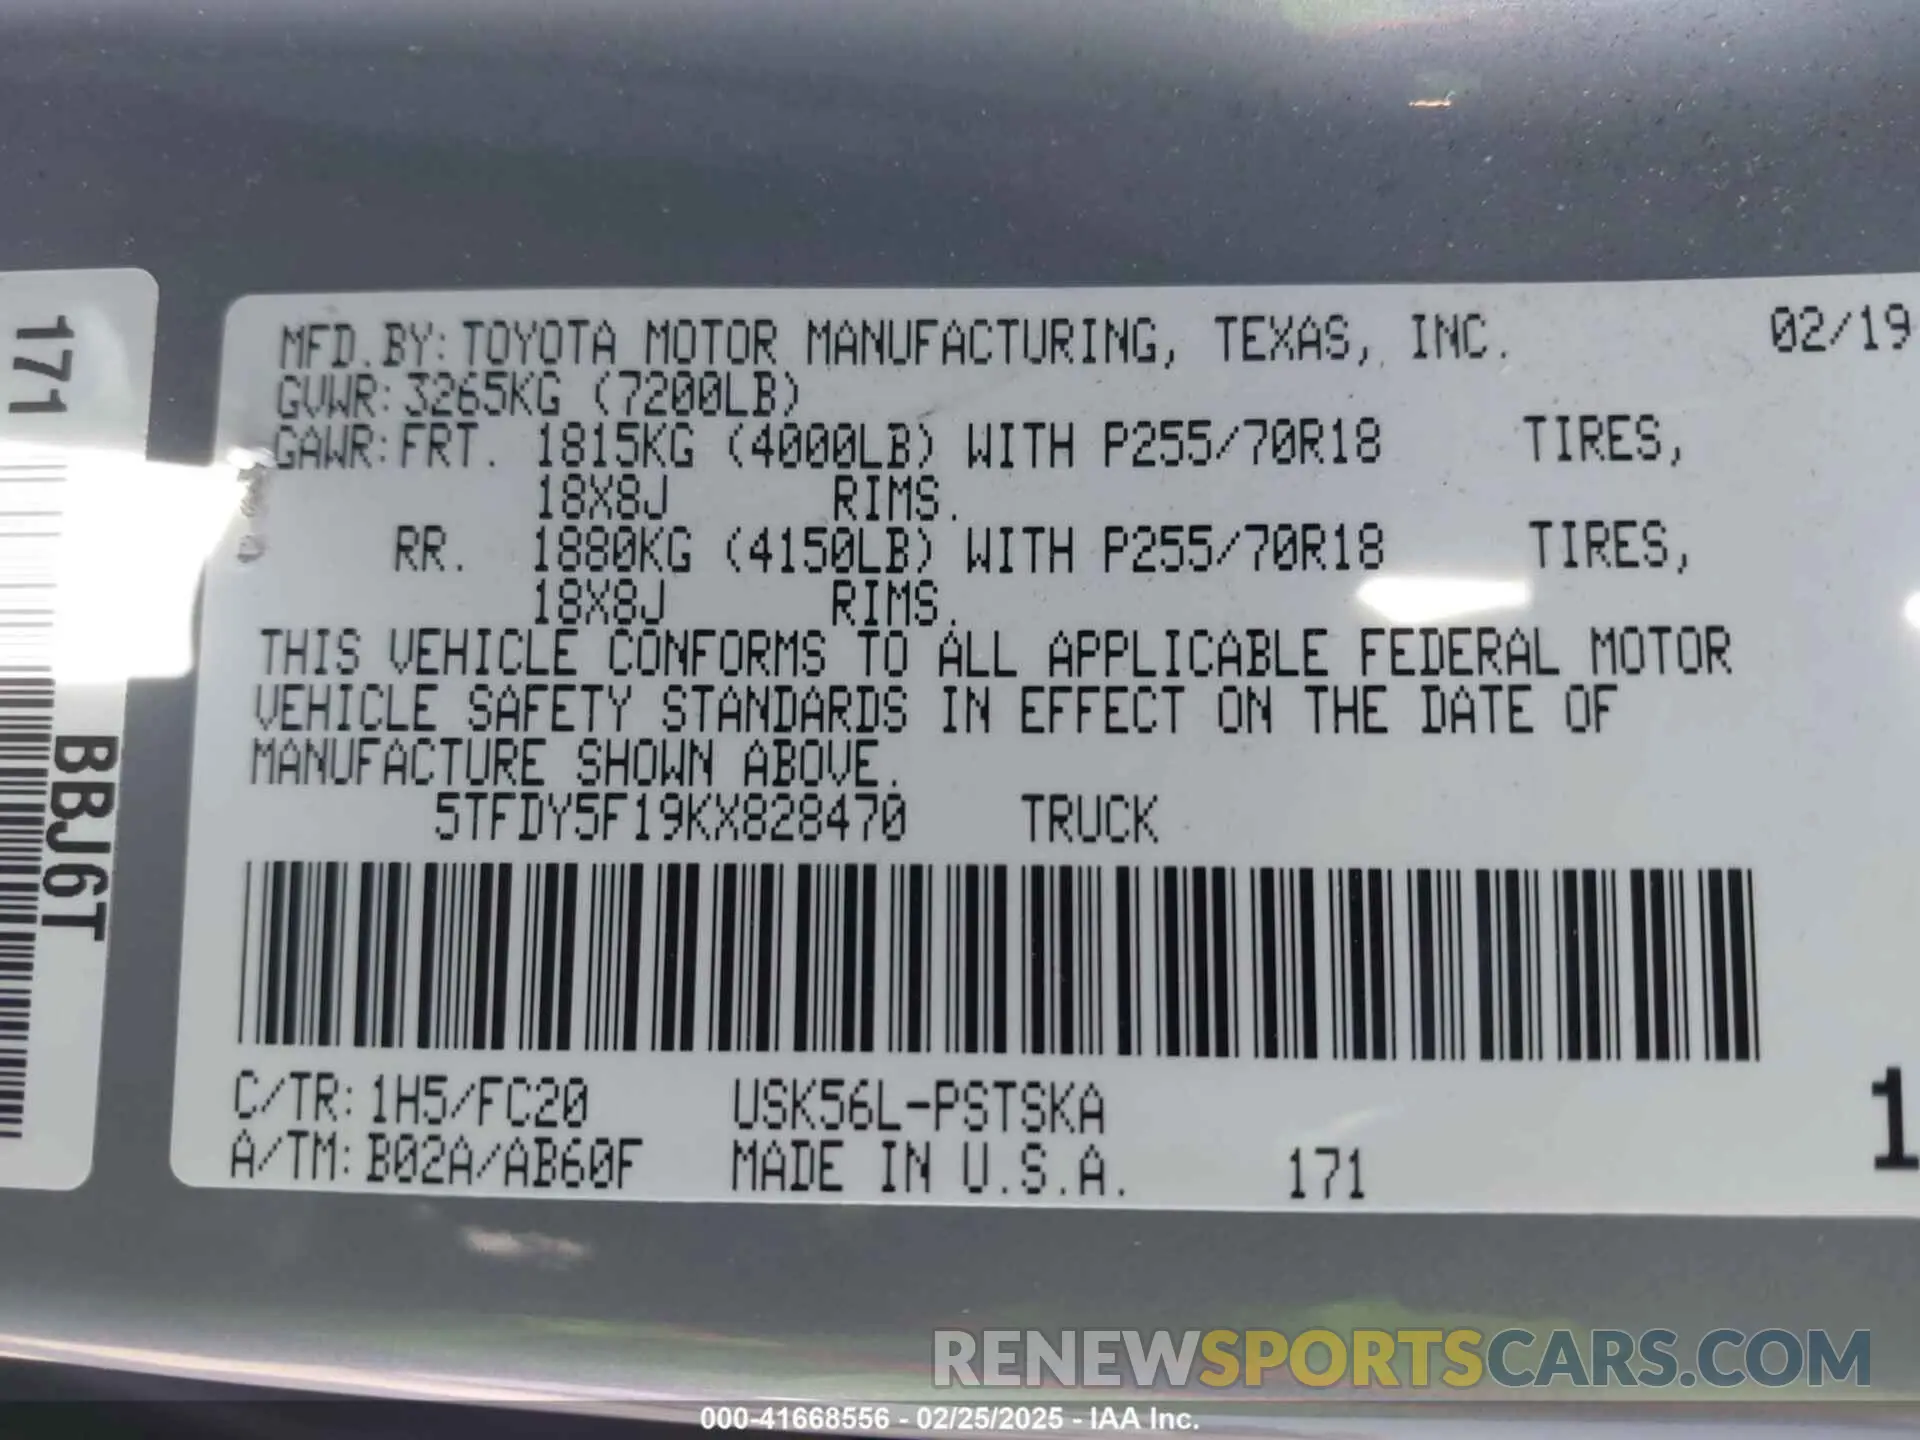 MFD.BY:TOYOTA MOTOR MANUFACTURING, TEXAS, INC. 02/19
GVWR:3265KG (7200LB)
GAWR:FRT. 1815KG (4000LB) WITH P255/70R18 TIRES,
18X8J RIMS.
RR. 1880KG (4150LB) WITH P255/70R18 TIRES,
18X8J RIMS.
THIS VEHICLE CONFORMS TO ALL APPLICABLE FEDERAL MOTOR
VEHICLE SAFETY STANDARDS IN EFFECT ON THE DATE OF
MANUFACTURE SHOWN ABOVE.
5TFDY5F19KX828470 TRUCK
C/TR:1H5/FC20 USK56L-PSTSKA
A/TM:B02A/AB60F MADE IN U.S.A. 171
1
171
BBJ6T
RENEWSPORTSCARS.COM
000-41668556 - 02/25/2025 - IAA Inc.